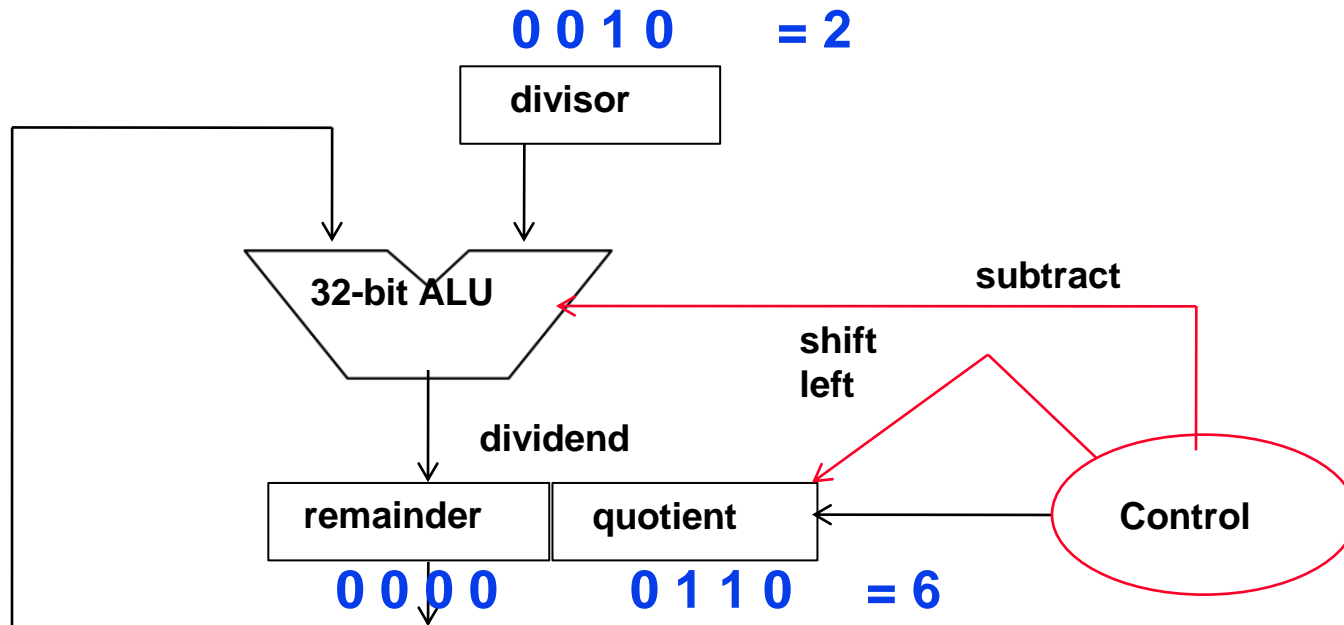 0 0 1 0 = 2
divisor
32-bit ALU
subtract
shift
left
dividend
remainder quotient Control
0 0 0 0 0 1 1 0 = 6